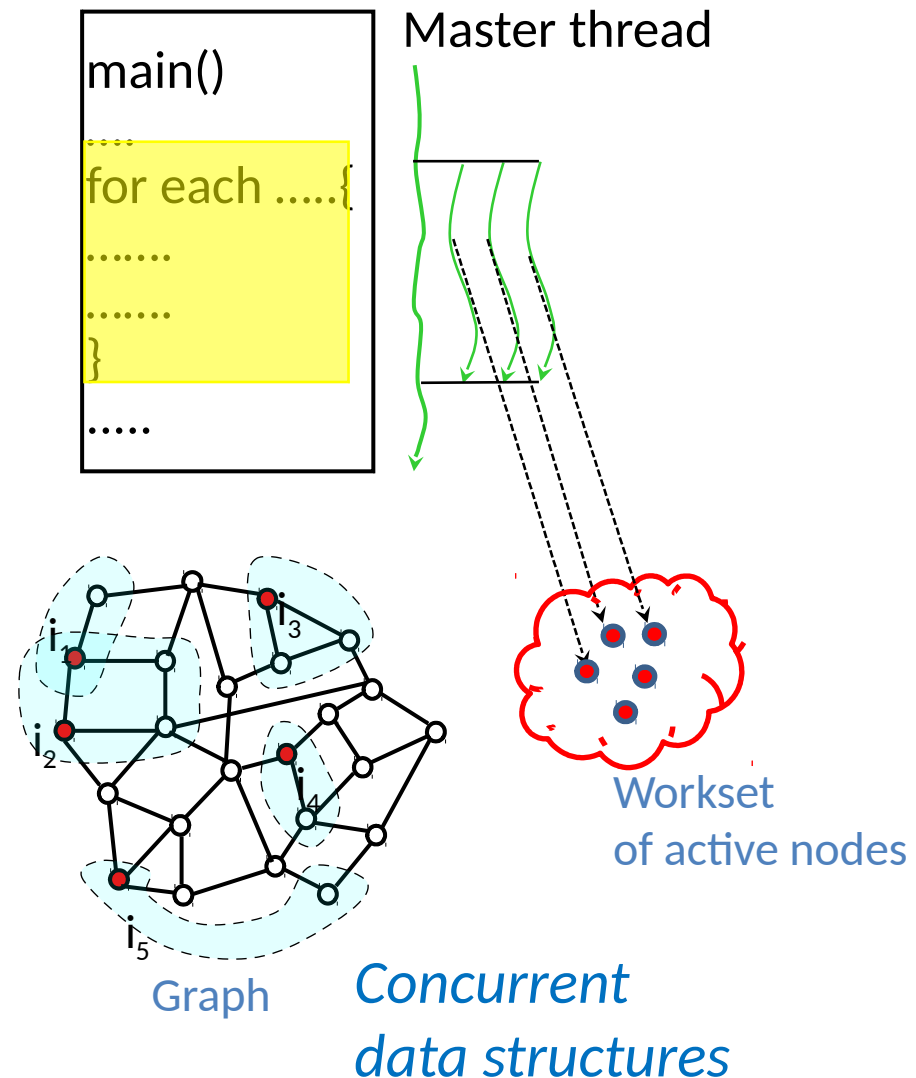 Master thread
main()
....
for each .....{
.......
.......
}
.....
i1
i2
i3
i4
i5
Workset
of active nodes
Graph
Concurrent
data structures